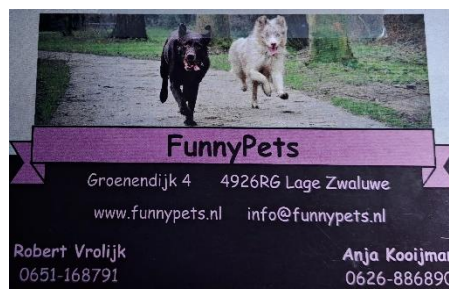 FunnyPets
Groenendijk 4 4926RG Lage Zwaluwe
www.funnypets.nl info@funnypets.nl
Robert Vrolijk Anja Kooijman
0651-168791 0626-886890